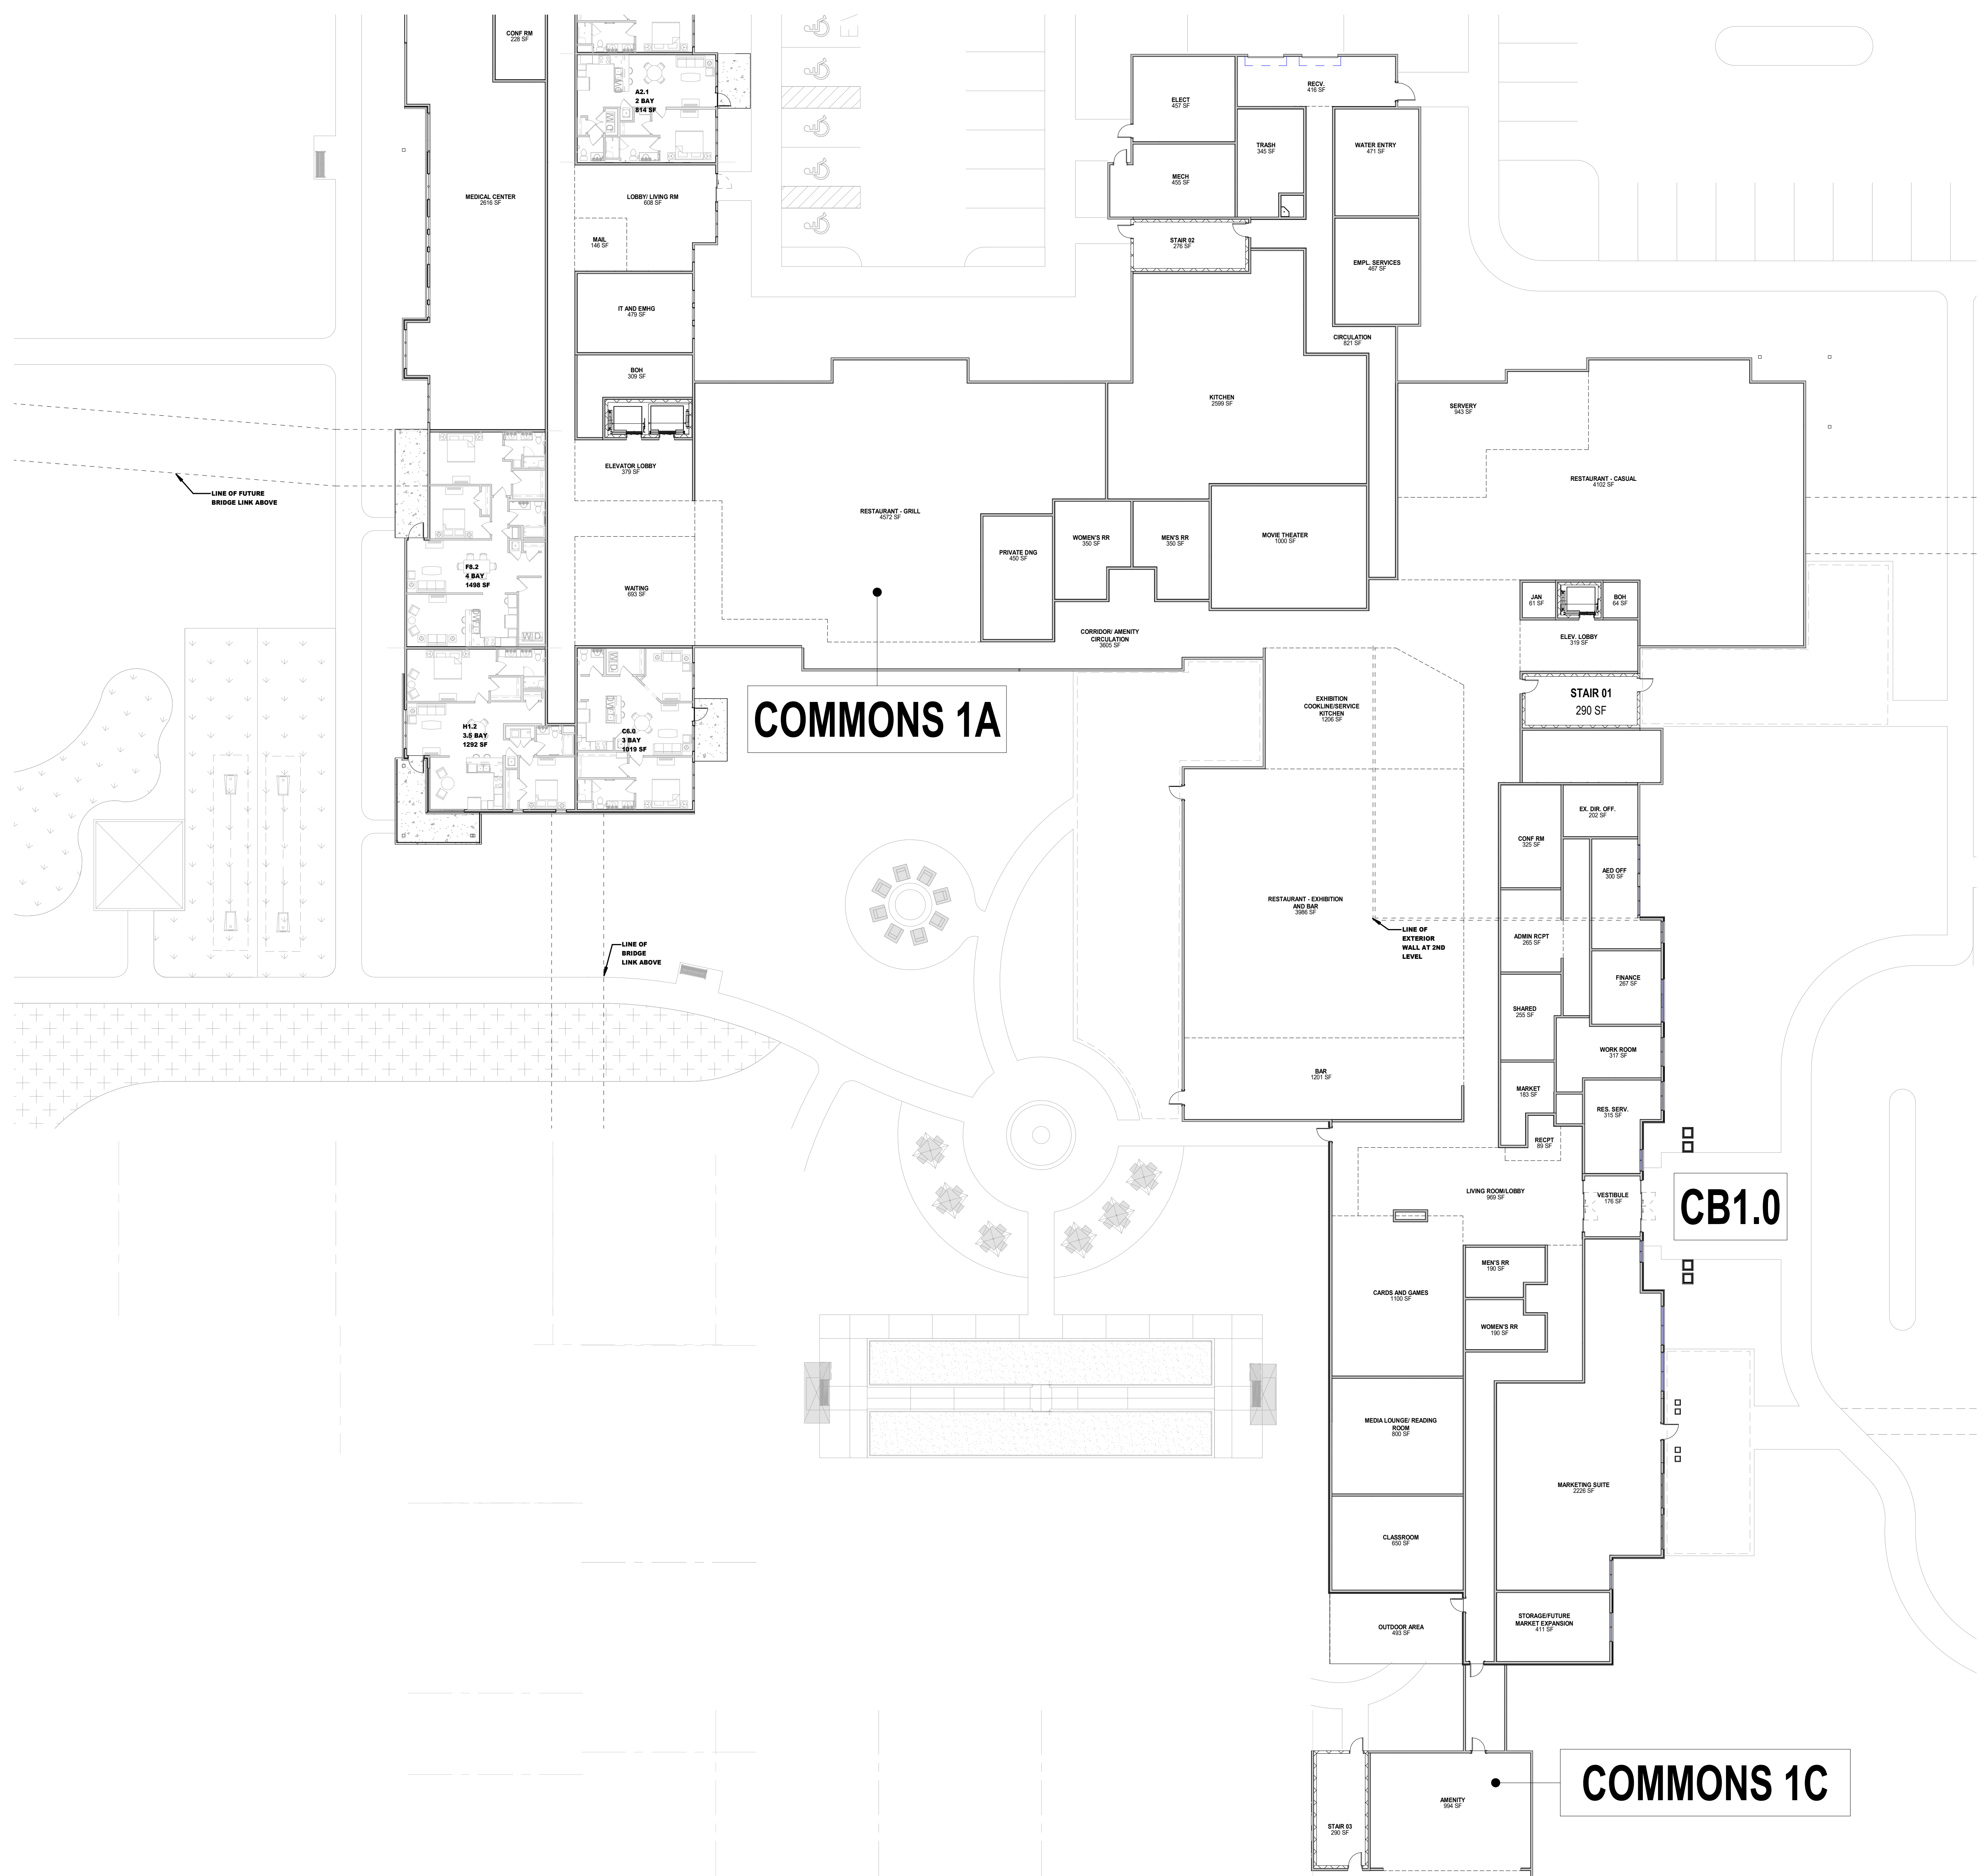 CONF RM
228 SF
A2.1
2 BAY
814 SF
W/D
DW
RECV.
416 SF
ELECT
457 SF
TRASH
345 SF
WATER ENTRY
471 SF
MECH
455 SF
MEDICAL CENTER
2616 SF
LOBBY/ LIVING RM
608 SF
MAIL
146 SF
STAIR 02
276 SF
EMPL. SERVICES
467 SF
IT AND EMHG
479 SF
CIRCULATION
821 SF
BOH
309 SF
KITCHEN
2599 SF
SERVERY
943 SF
ELEVATOR LOBBY
379 SF
RESTAURANT - CASUAL
4102 SF
LINE OF FUTURE
BRIDGE LINK ABOVE
RESTAURANT - GRILL
4572 SF
PRIVATE DNG
450 SF
WOMEN'S RR
350 SF
MEN'S RR
350 SF
MOVIE THEATER
1000 SF
F8.2
4 BAY
1498 SF
DW
W/D
WAITING
693 SF
JAN
61 SF
BOH
64 SF
CORRIDOR/ AMENITY
CIRCULATION
3605 SF
ELEV. LOBBY
319 SF
STAIR 01
290 SF
EXHIBITION
COOKLINE/SERVICE
KITCHEN
1206 SF
COMMONS 1A
H1.2
3.5 BAY
1292 SF
W/D
DW
C6.0
3 BAY
1019 SF
EX. DIR. OFF.
202 SF
CONF RM
325 SF
AED OFF
300 SF
RESTAURANT - EXHIBITION
AND BAR
3986 SF
LINE OF
EXTERIOR
WALL AT 2ND
LEVEL
ADMIN RCPT
265 SF
LINE OF
BRIDGE
LINK ABOVE
FINANCE
267 SF
SHARED
255 SF
WORK ROOM
317 SF
BAR
1201 SF
MARKET
183 SF
RES. SERV.
315 SF
RECPT
89 SF
LIVING ROOM/LOBBY
969 SF
VESTIBULE
176 SF
CB1.0
MEN'S RR
190 SF
CARDS AND GAMES
1100 SF
WOMEN'S RR
190 SF
MEDIA LOUNGE/ READING
ROOM
800 SF
MARKETING SUITE
2226 SF
CLASSROOM
650 SF
OUTDOOR AREA
493 SF
STORAGE/FUTURE
MARKET EXPANSION
411 SF
COMMONS 1C
AMENITY
994 SF
STAIR 03
290 SF